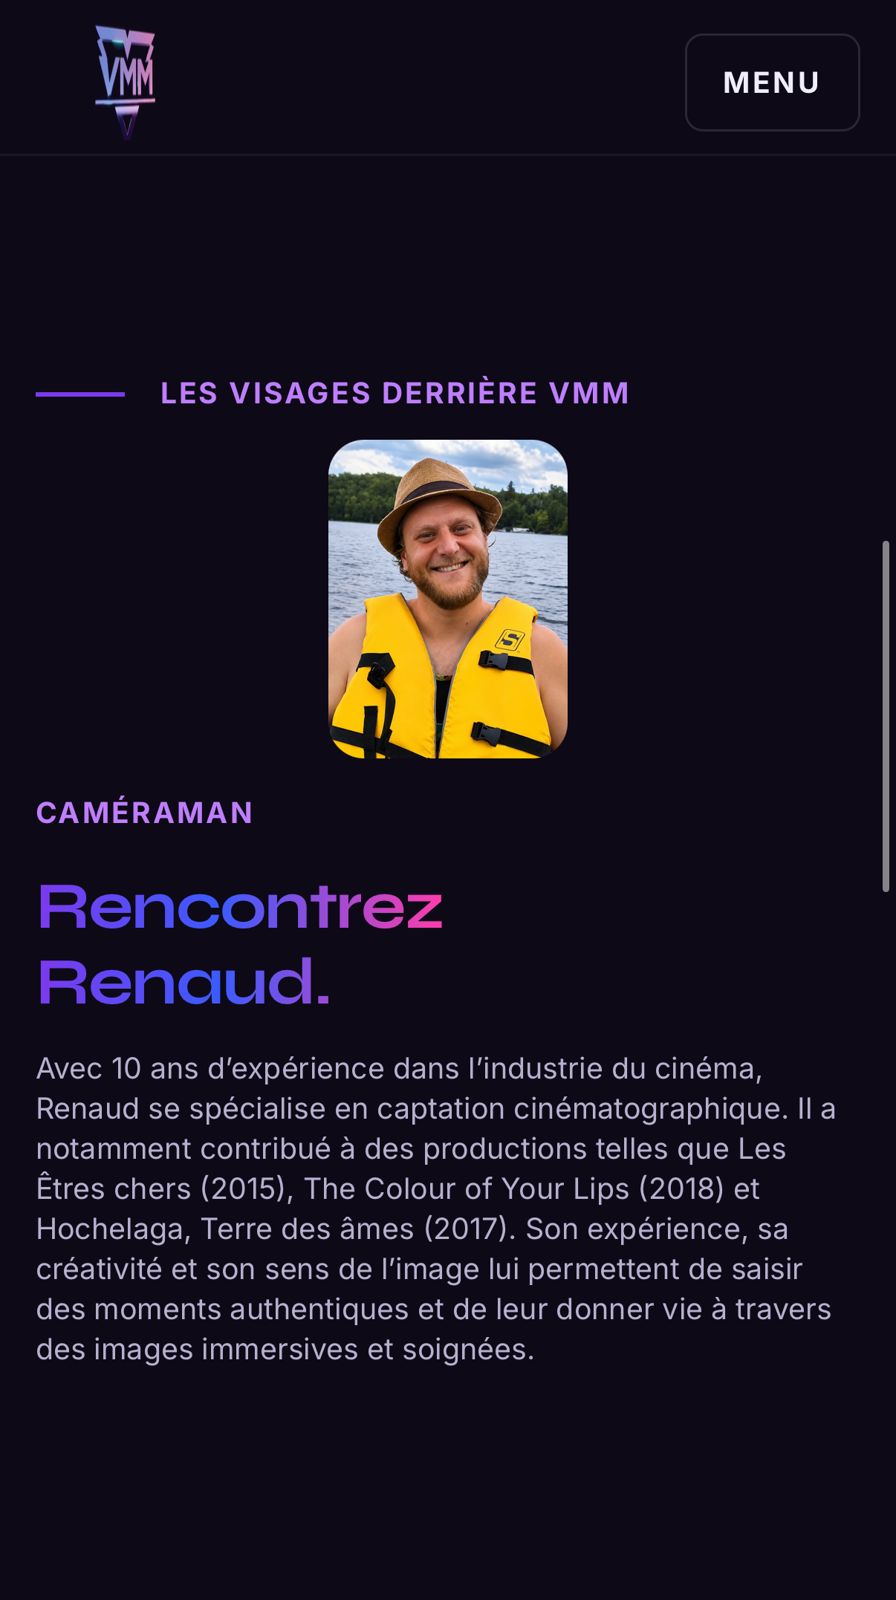 VMM
MENU
LES VISAGES DERRIÈRE VMM
S
CAMÉRAMAN
Rencontrez
Renaud.
Avec 10 ans d’expérience dans l’industrie du cinéma,
Renaud se spécialise en captation cinématographique. Il a
notamment contribué à des productions telles que Les
Êtres chers (2015), The Colour of Your Lips (2018) et
Hochelaga, Terre des âmes (2017). Son expérience, sa
créativité et son sens de l’image lui permettent de saisir
des moments authentiques et de leur donner vie à travers
des images immersives et soignées.